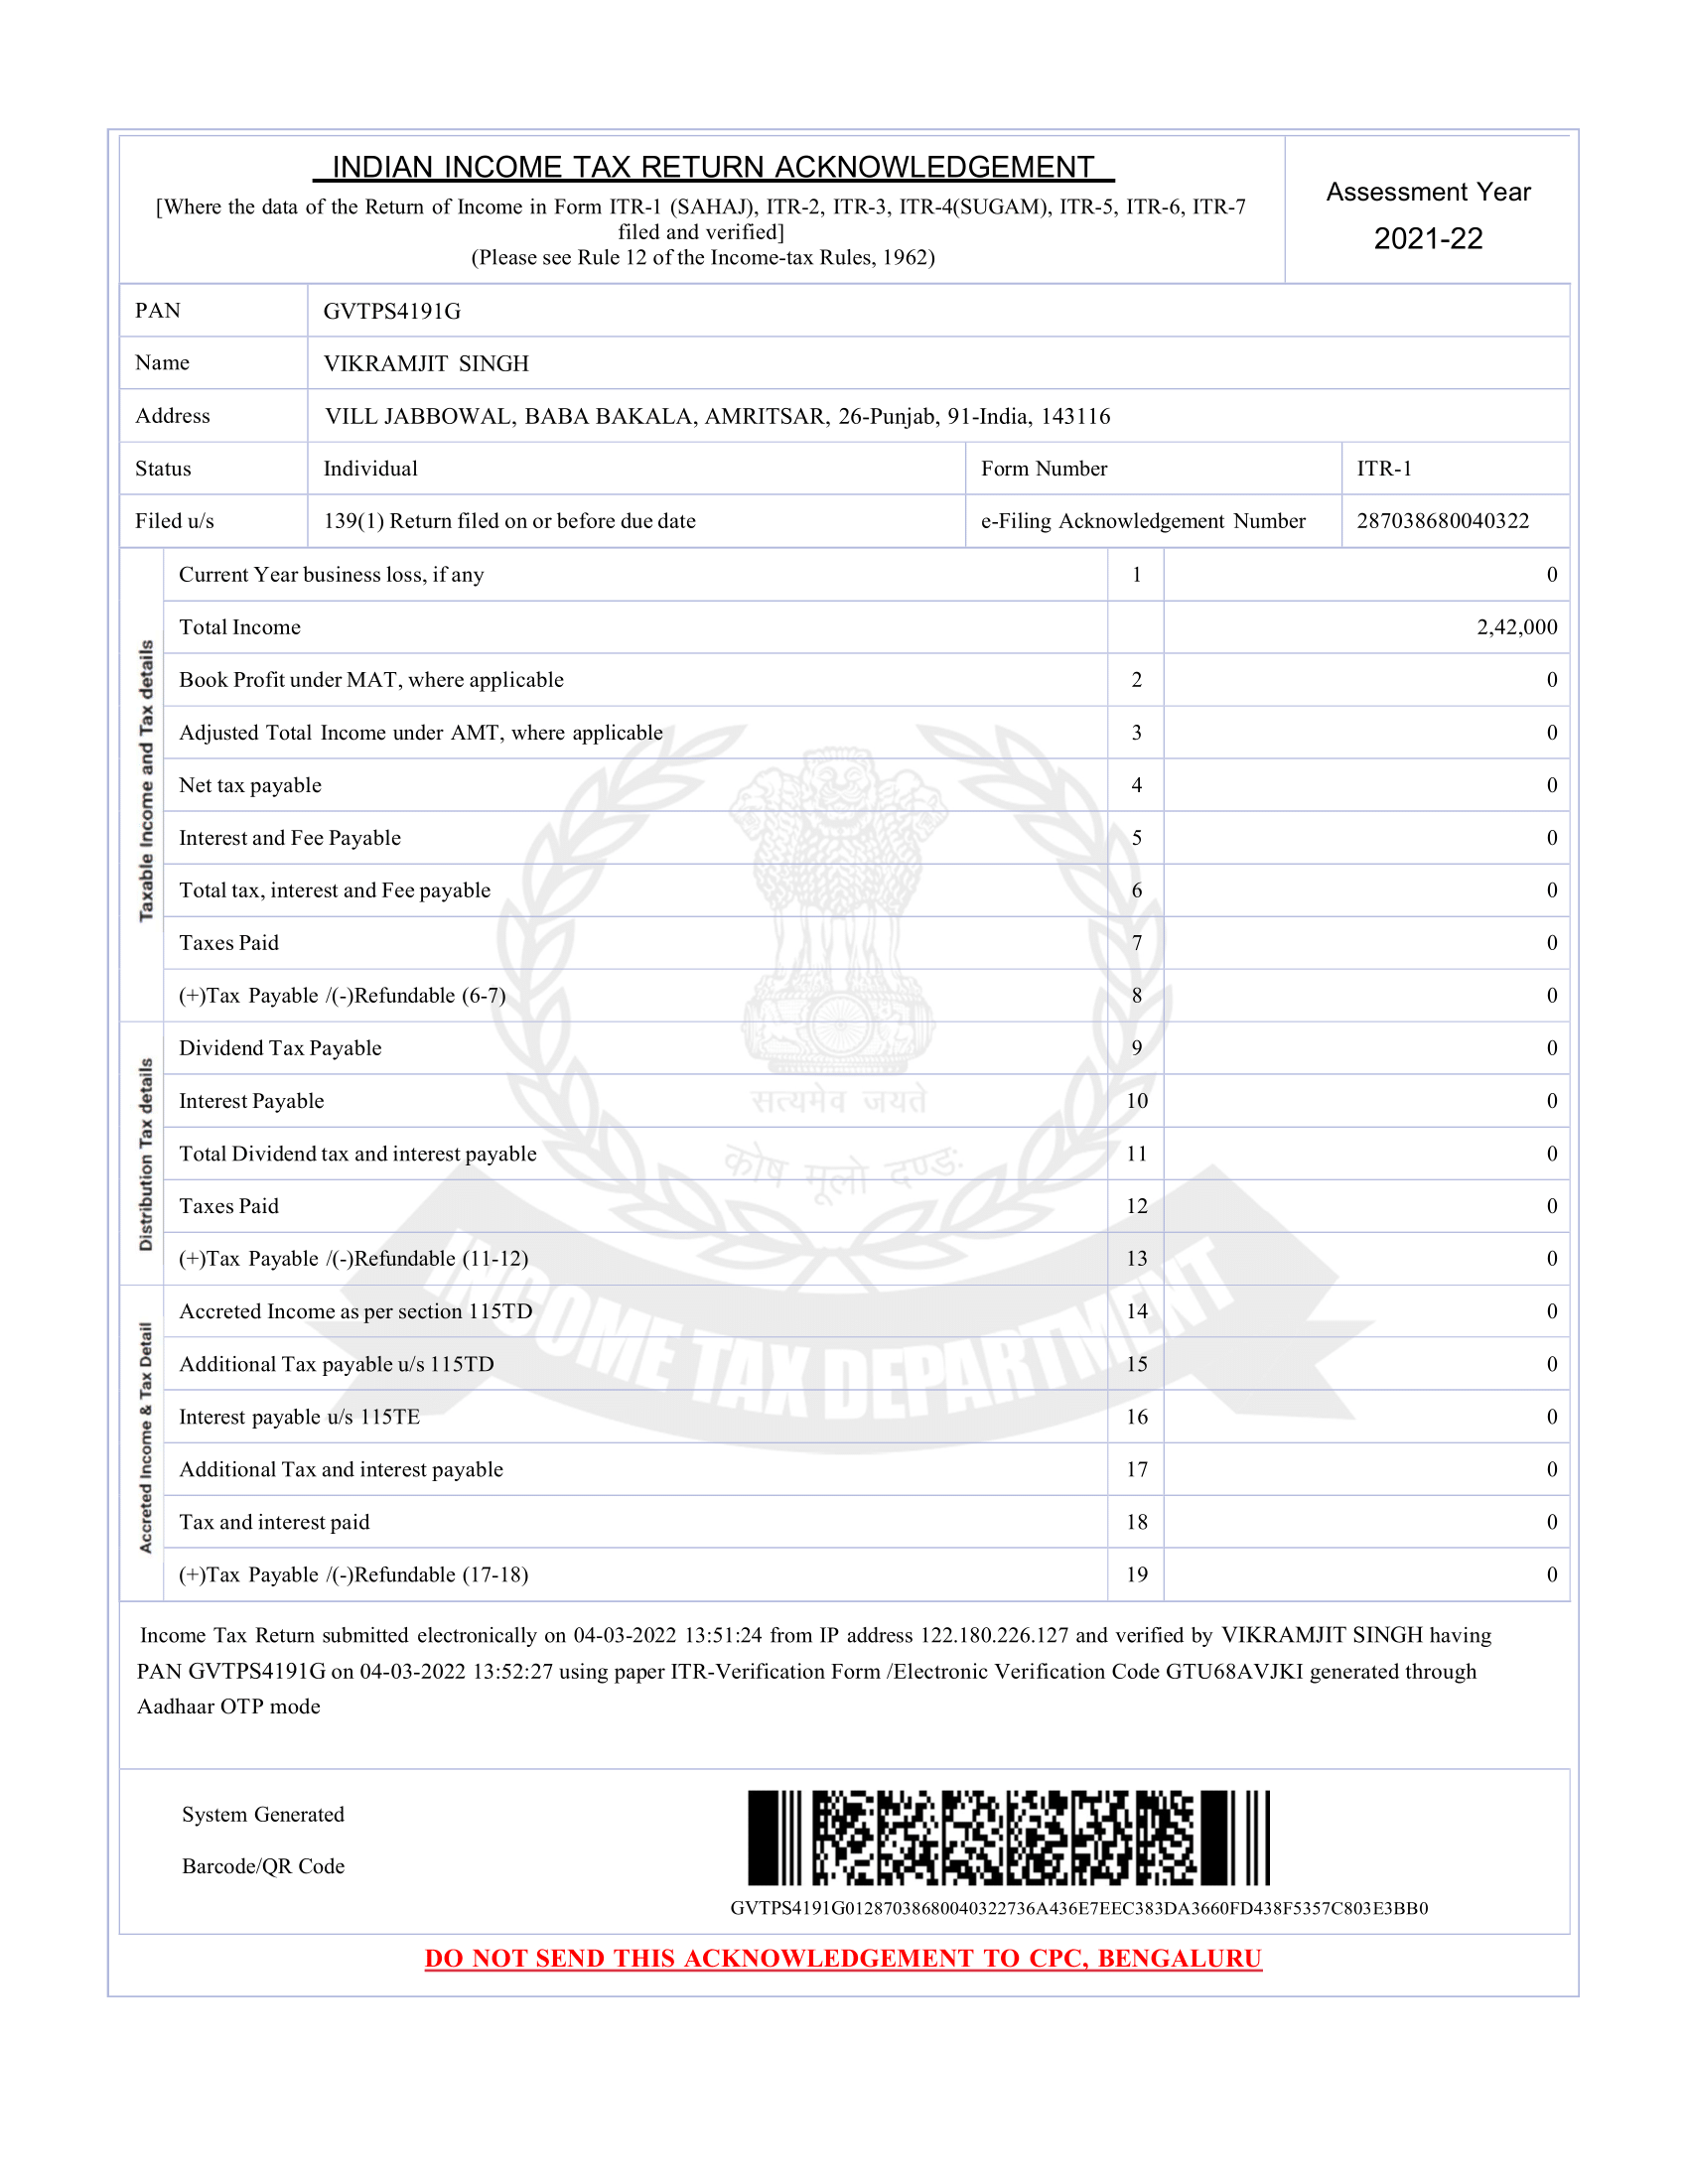 INDIAN INCOME TAX RETURN ACKNOWLEDGEMENT
[Where the data of the Return of Income in Form ITR-1 (SAHAJ), ITR-2, ITR-3, ITR-4(SUGAM), ITR-5, ITR-6, ITR-7
filed and verified]
(Please see Rule 12 of the Income-tax Rules, 1962)
Assessment Year
2021-22
PAN GVTPS4191G
Name VIKRAMJIT SINGH
Address VILL JABBOWAL, BABA BAKALA, AMRITSAR, 26-Punjab, 91-India, 143116
Status Individual Form Number ITR-1
Filed u/s 139(1) Return filed on or before due date e-Filing Acknowledgement Number 287038680040322
Taxable Income and Tax details
Current Year business loss, if any 1 0
Total Income 2,42,000
Book Profit under MAT, where applicable 2 0
Adjusted Total Income under AMT, where applicable 3 0
Net tax payable 4 0
Interest and Fee Payable 5 0
Total tax, interest and Fee payable 6 0
Taxes Paid 7 0
(+)Tax Payable /(-)Refundable (6-7) 8 0
Distribution Tax details
Dividend Tax Payable 9 0
Interest Payable 10 0
Total Dividend tax and interest payable 11 0
Taxes Paid 12 0
(+)Tax Payable /(-)Refundable (11-12) 13 0
Accreted Income & Tax Detail
Accreted Income as per section 115TD 14 0
Additional Tax payable u/s 115TD 15 0
Interest payable u/s 115TE 16 0
Additional Tax and interest payable 17 0
Tax and interest paid 18 0
(+)Tax Payable /(-)Refundable (17-18) 19 0
सत्यमेव जयते
कोष मूलो दण्डः
INCOME TAX DEPARTMENT
Income Tax Return submitted electronically on 04-03-2022 13:51:24 from IP address 122.180.226.127 and verified by VIKRAMJIT SINGH having
PAN GVTPS4191G on 04-03-2022 13:52:27 using paper ITR-Verification Form /Electronic Verification Code GTU68AVJKI generated through
Aadhaar OTP mode
System Generated
Barcode/QR Code
GVTPS4191G01287038680040322736A436E7EEC383DA3660FD438F5357C803E3BB0
DO NOT SEND THIS ACKNOWLEDGEMENT TO CPC, BENGALURU